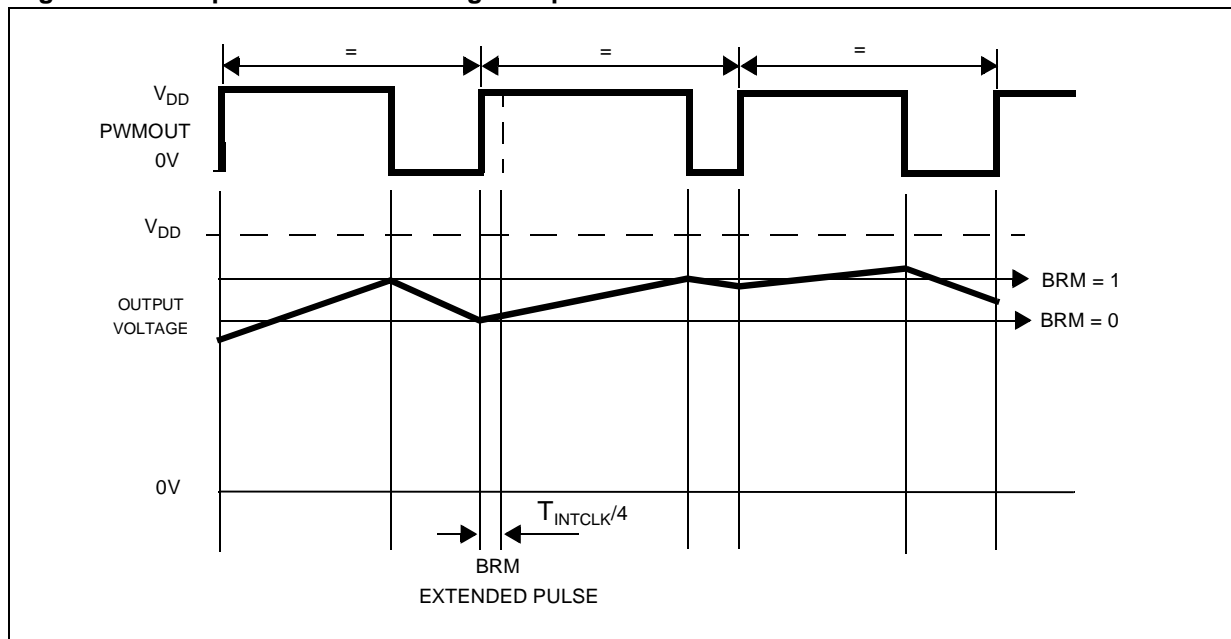 = = =
VDD
PWMOUT
0V
VDD
BRM = 1
OUTPUT
VOLTAGE
BRM = 0
0V
TINTCLK/4
BRM
EXTENDED PULSE